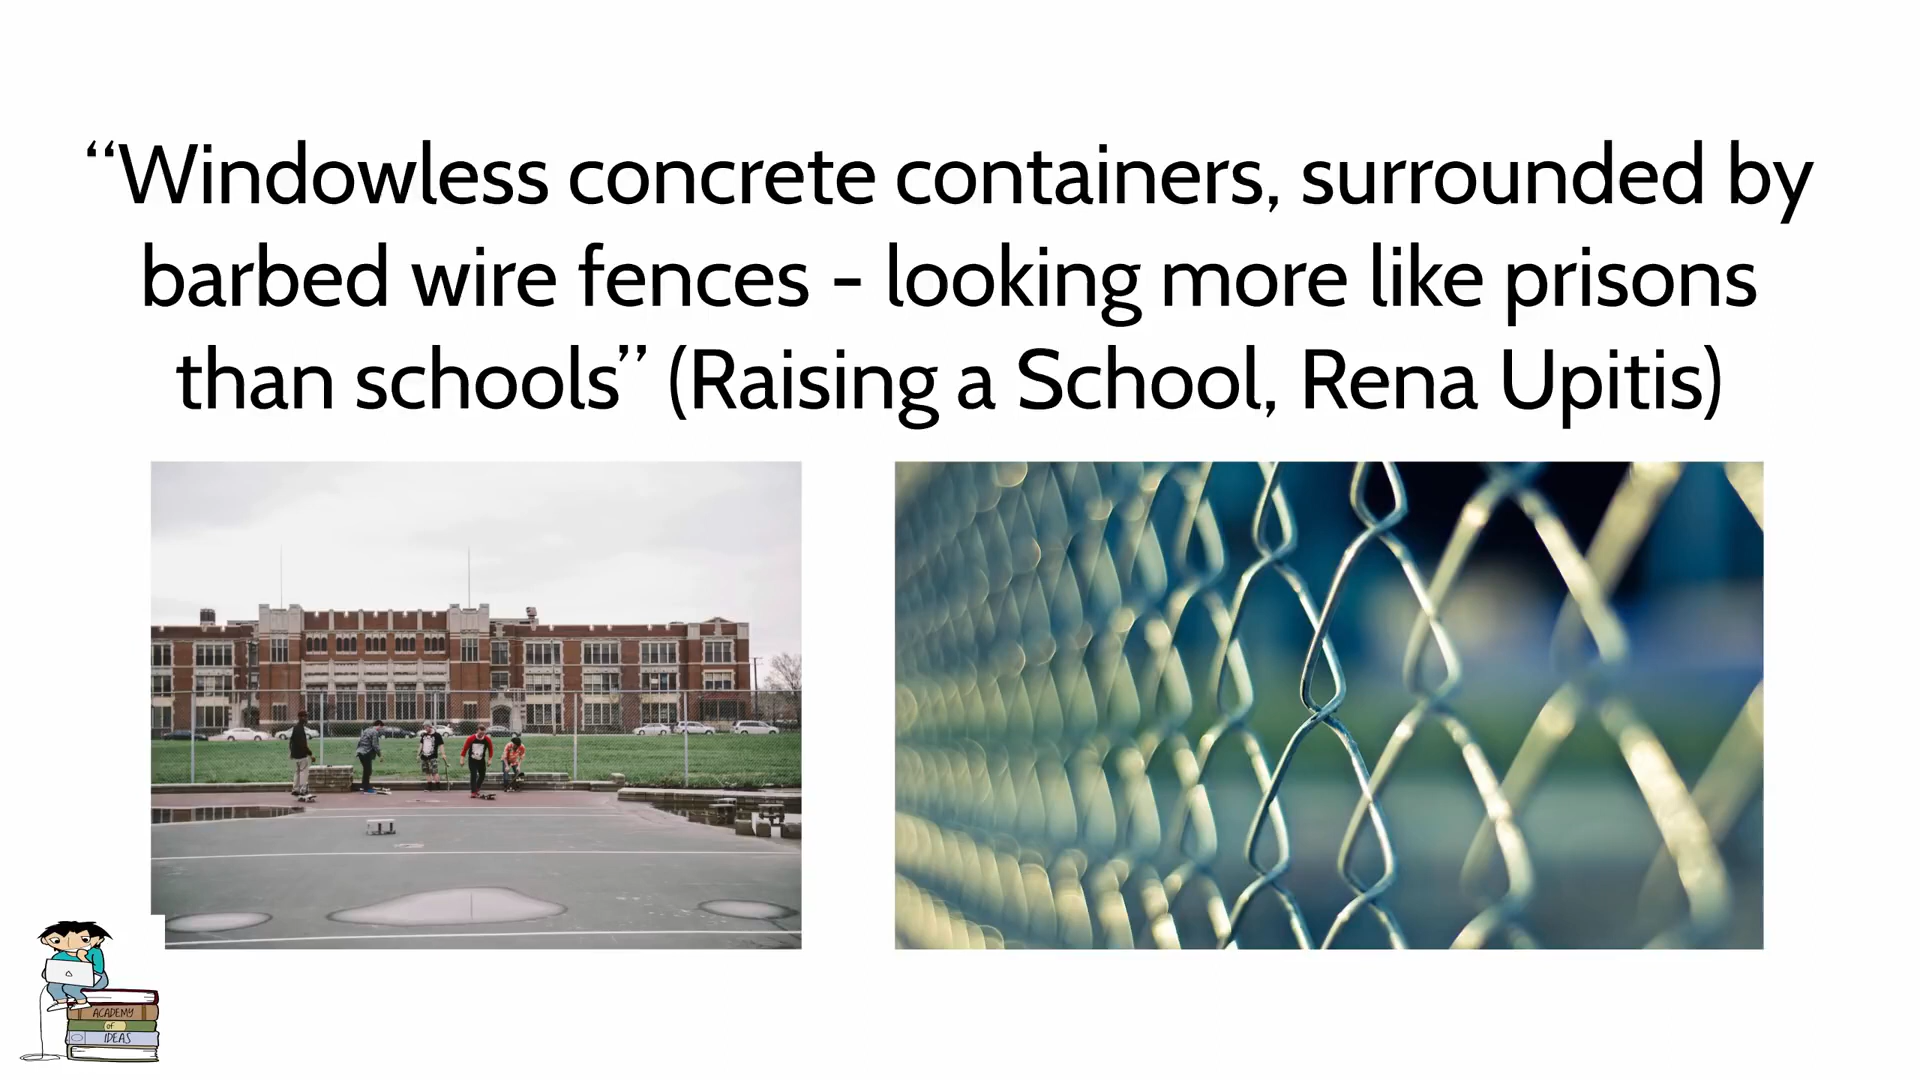 “Windowless concrete containers, surrounded by
barbed wire fences - looking more like prisons
than schools” (Raising a School, Rena Upitis)
ACADEMY
of
IDEAS